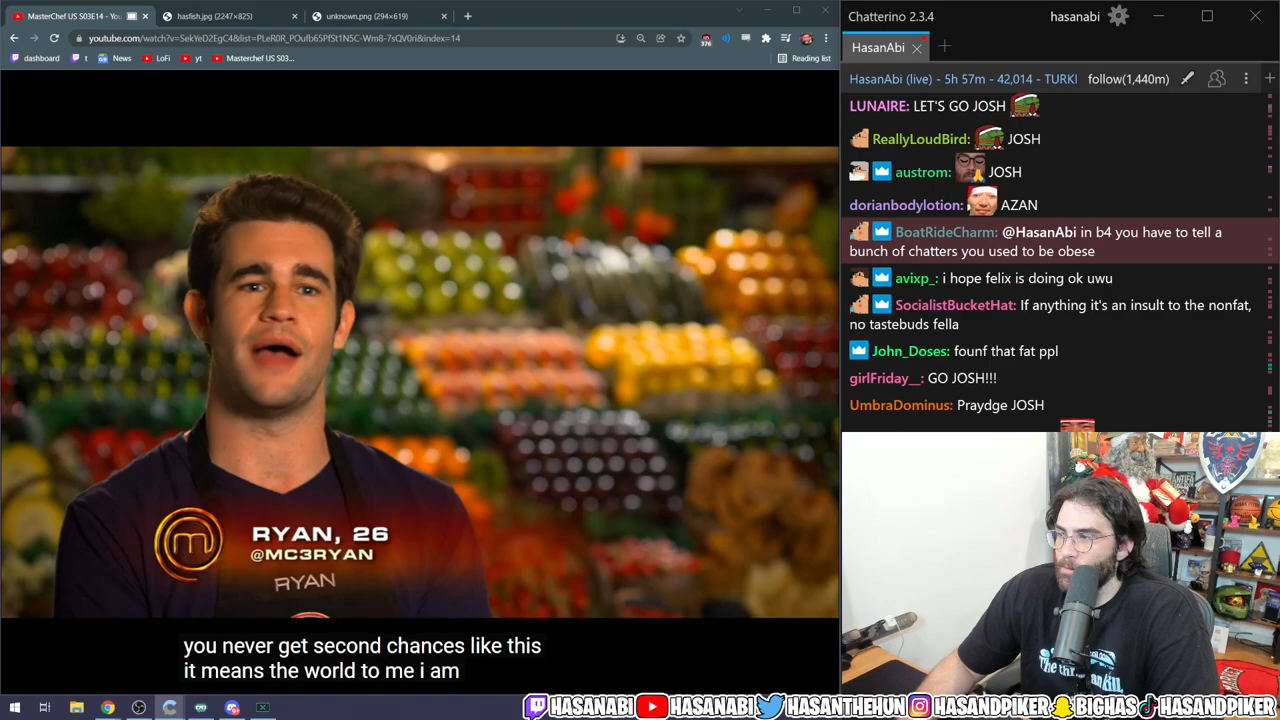 MasterChef US S03E14 - You
hasfish.jpg (2247×825)
unknown.png (294×619)
youtube.com/watch?v=SekYeD2EgC4&list=PLeR0R_POufb65PfSt1N5C-Wm8-7sQV0ri&index=14
376
dashboard
t
News
LoFi
yt
Masterchef US S03...
Reading list
RYAN, 26
@MC3RYAN
RYAN
you never get second chances like this
it means the world to me i am
Chatterino 2.3.4
hasanabi
HasanAbi
HasanAbi (live) - 5h 57m - 42,014 - TURKI
follow(1,440m)
LUNAIRE: LET'S GO JOSH
ReallyLoudBird: JOSH
austrom: JOSH
dorianbodylotion: AZAN
BoatRideCharm: @HasanAbi in b4 you have to tell a
bunch of chatters you used to be obese
avixp_: i hope felix is doing ok uwu
SocialistBucketHat: If anything it's an insult to the nonfat,
no tastebuds fella
John_Doses: founf that fat ppl
girlFriday__: GO JOSH!!!
UmbraDominus: Praydge JOSH
HASANABI HASANABI HASANTHEHUN HASANDPIKER BIGHAS HASANDPIKER